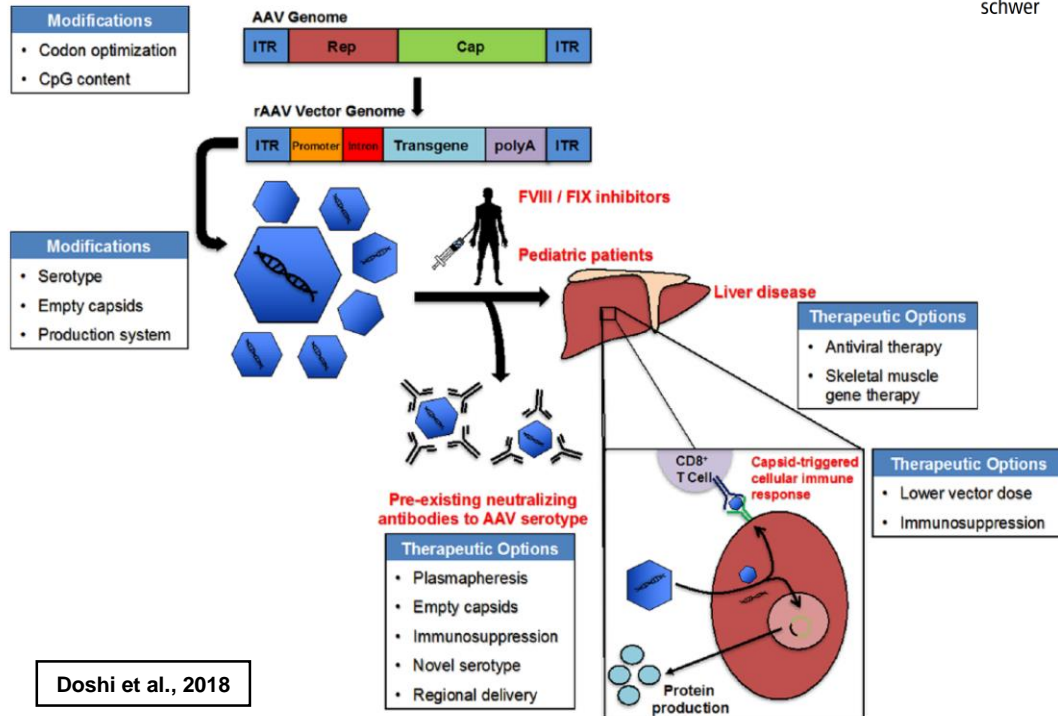 schwer
Modifications
• Codon optimization
• CpG content
AAV Genome
ITR Rep Cap ITR
rAAV Vector Genome
ITR Promoter Intron Transgene polyA ITR
Modifications
• Serotype
• Empty capsids
• Production system
FVIII / FIX inhibitors
Pediatric patients
Liver disease
Therapeutic Options
• Antiviral therapy
• Skeletal muscle
gene therapy
Pre-existing neutralizing
antibodies to AAV serotype
Therapeutic Options
• Plasmapheresis
• Empty capsids
• Immunosuppression
• Novel serotype
• Regional delivery
CD8+
T Cell
Capsid-triggered
cellular immune
response
Protein
production
Therapeutic Options
• Lower vector dose
• Immunosuppression
Doshi et al., 2018